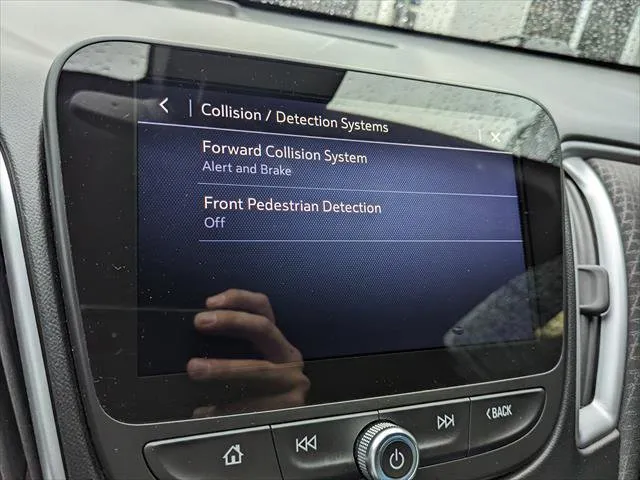 Collision / Detection Systems
Forward Collision System
Alert and Brake
Front Pedestrian Detection
Off
BACK